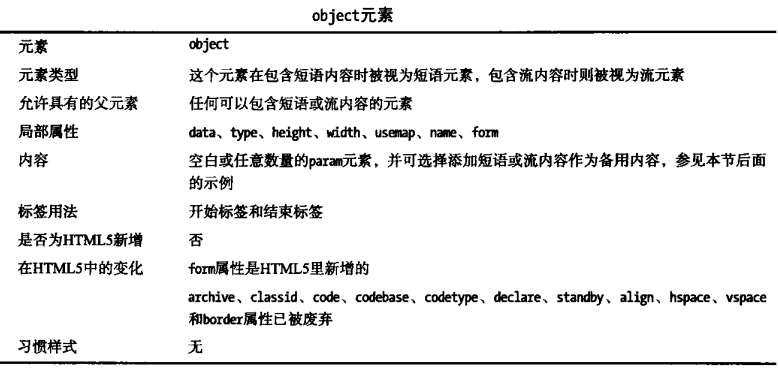 object元素
元素 object
元素类型 这个元素在包含短语内容时被视为短语元素，包含流内容时则被视为流元素
允许具有的父元素 任何可以包含短语或流内容的元素
局部属性 data、type、height、width、usemap、name、form
内容 空白或任意数量的param元素，并可选择添加短语或流内容作为备用内容，参见本节后面
的示例
标签用法 开始标签和结束标签
是否为HTML5新增 否
在HTML5中的变化 form属性是HTML5里新增的
archive、classid、code、codebase、codetype、declare、standby、align、hspace、vspace
和border属性已被废弃
习惯样式 无